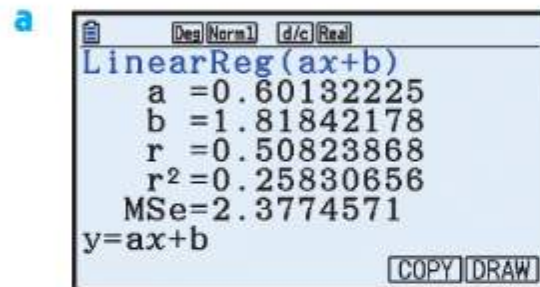 a
Deg Norm1 d/c Real
LinearReg(ax+b)
a =0.60132225
b =1.81842178
r =0.50823868
r²=0.25830656
MSe=2.3774571
y=ax+b
COPY DRAW